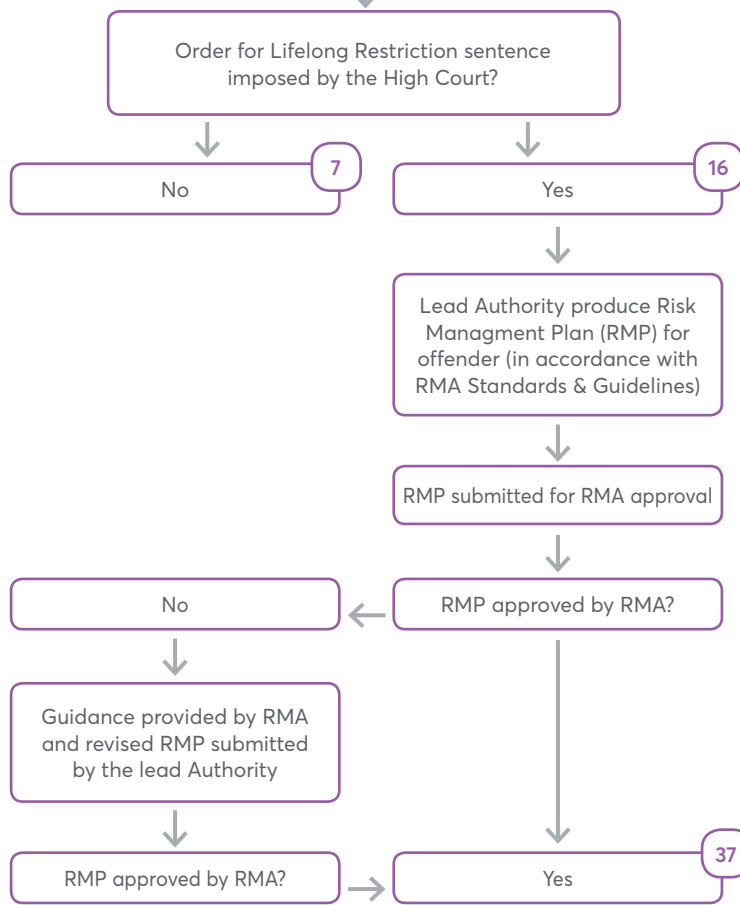 Order for Lifelong Restriction sentence
imposed by the High Court?
7
No
16
Yes
Lead Authority produce Risk
Managment Plan (RMP) for
offender (in accordance with
RMA Standards & Guidelines)
RMP submitted for RMA approval
No
RMP approved by RMA?
Guidance provided by RMA
and revised RMP submitted
by the lead Authority
RMP approved by RMA?
37
Yes